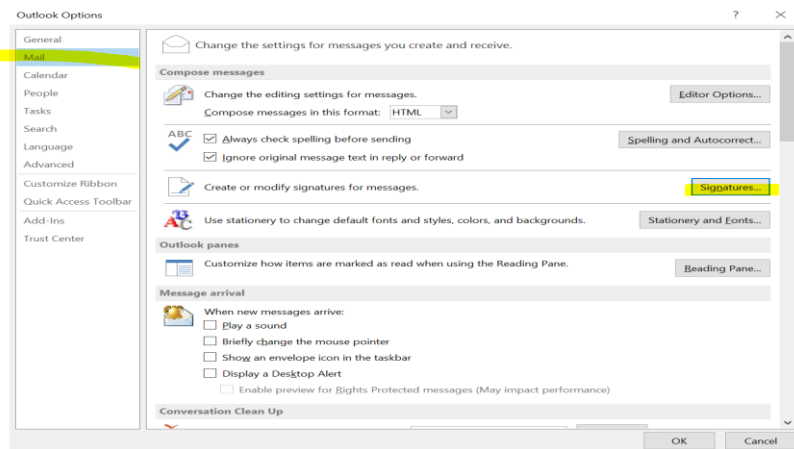 Outlook Options
?
General
Mail
Calendar
People
Tasks
Search
Language
Advanced
Customize Ribbon
Quick Access Toolbar
Add-Ins
Trust Center
Change the settings for messages you create and receive.
Compose messages
Change the editing settings for messages.
Editor Options...
Compose messages in this format: HTML
ABC
Always check spelling before sending
Spelling and Autocorrect...
Ignore original message text in reply or forward
Create or modify signatures for messages.
Signatures...
Use stationery to change default fonts and styles, colors, and backgrounds.
Stationery and Fonts...
Outlook panes
Customize how items are marked as read when using the Reading Pane.
Reading Pane...
Message arrival
When new messages arrive:
Play a sound
Briefly change the mouse pointer
Show an envelope icon in the taskbar
Display a Desktop Alert
Enable preview for Rights Protected messages (May impact performance)
Conversation Clean Up
OK
Cancel